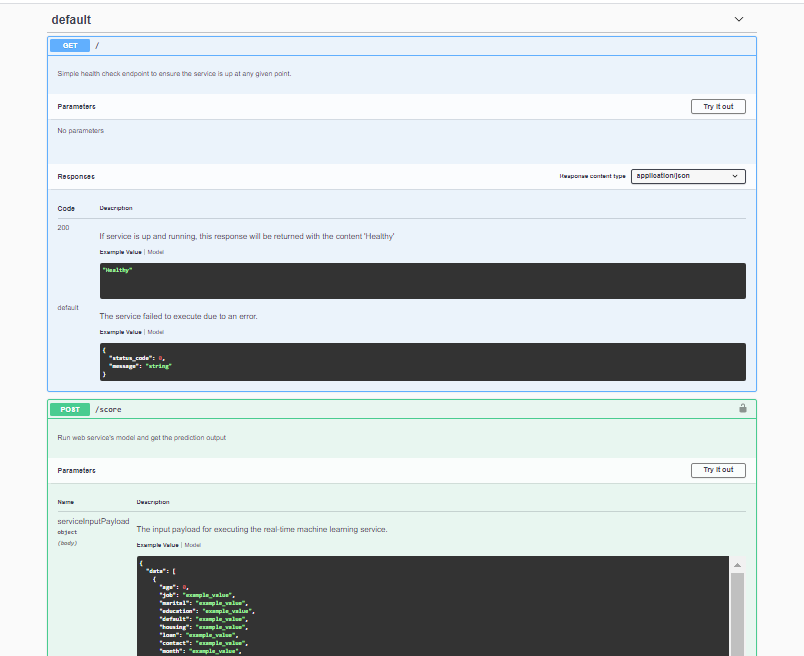 default
GET /
Simple health check endpoint to ensure the service is up at any given point.
Parameters
Try it out
No parameters
Responses
Response content type application/json
Code Description
200
If service is up and running, this response will be returned with the content 'Healthy'
Example Value | Model
"Healthy"
default
The service failed to execute due to an error.
Example Value | Model
{
"status_code": 0,
"message": "string"
}
POST /score
Run web service's model and get the prediction output
Parameters
Try it out
Name Description
serviceInputPayload
object
(body)
The input payload for executing the real-time machine learning service.
Example Value | Model
{
"data": [
{
"age": 0,
"job": "example_value",
"marital": "example_value",
"education": "example_value",
"default": "example_value",
"housing": "example_value",
"loan": "example_value",
"contact": "example_value",
"month": "example_value",